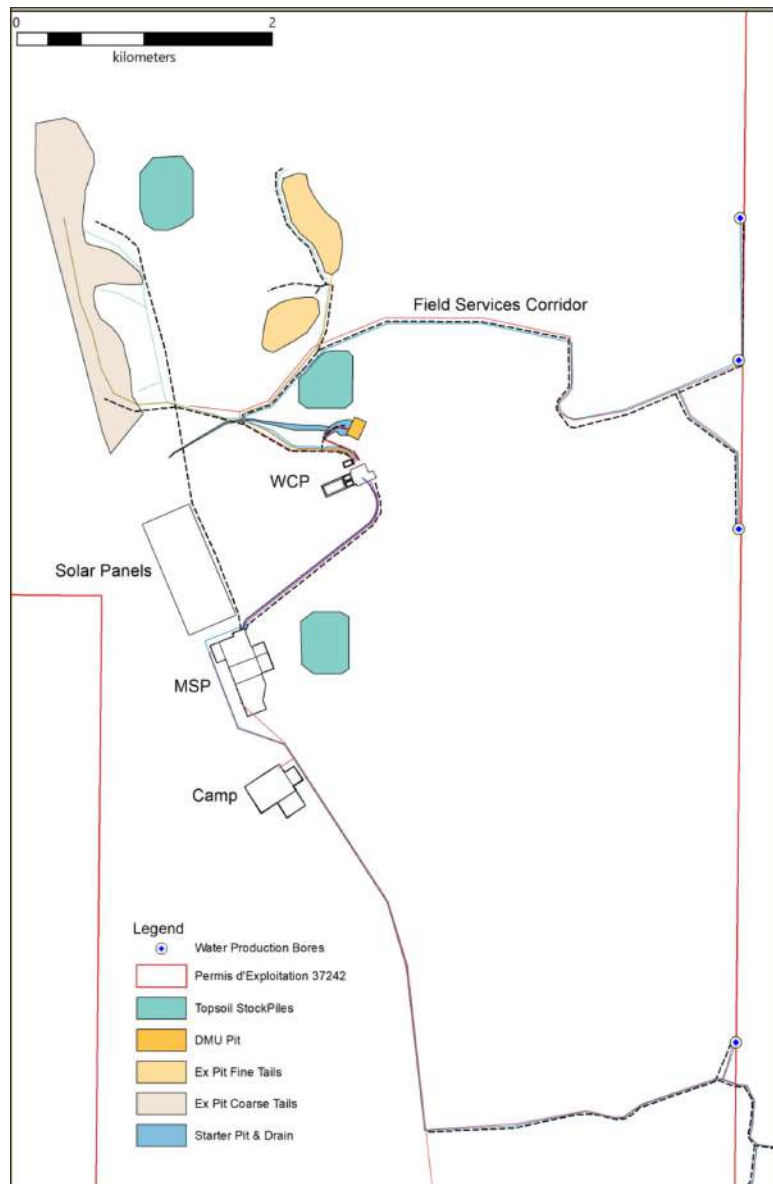 0 2
kilometers
Field Services Corridor
WCP
Solar Panels
MSP
Camp
Legend
Water Production Bores
Permis d'Exploitation 37242
Topsoil StockPiles
DMU Pit
Ex Pit Fine Tails
Ex Pit Coarse Tails
Starter Pit & Drain